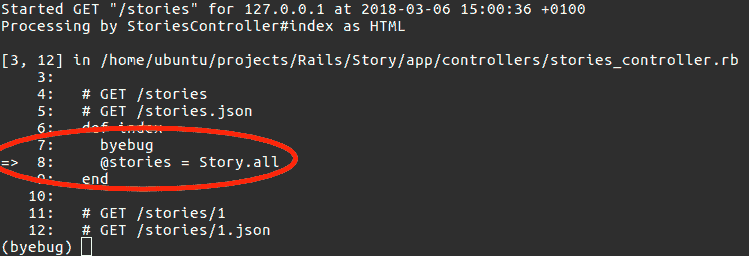 Started GET "/stories" for 127.0.0.1 at 2018-03-06 15:00:36 +0100
Processing by StoriesController#index as HTML
[3, 12] in /home/ubuntu/projects/Rails/Story/app/controllers/stories_controller.rb
3:
4: # GET /stories
5: # GET /stories.json
6: def index
7: byebug
=> 8: @stories = Story.all
9: end
10:
11: # GET /stories/1
12: # GET /stories/1.json
(byebug)